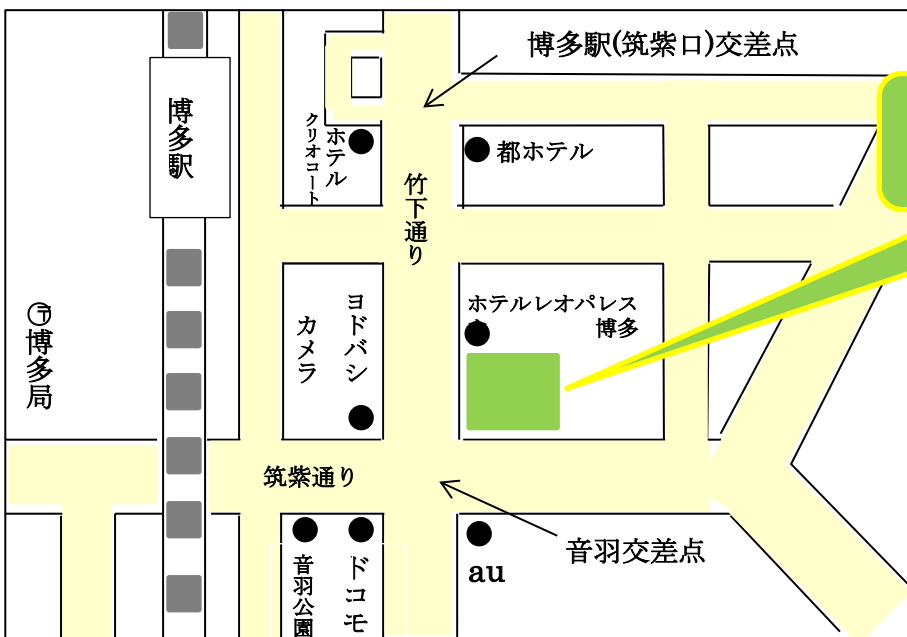 博多駅(筑紫口)交差点
博多駅
ホテル
クリオコート
都ホテル
竹下通り
ホテルレオパレス
博多
ヨドバシ
カメラ
〶博多局
筑紫通り
音羽交差点
音羽公園
ドコモ
au